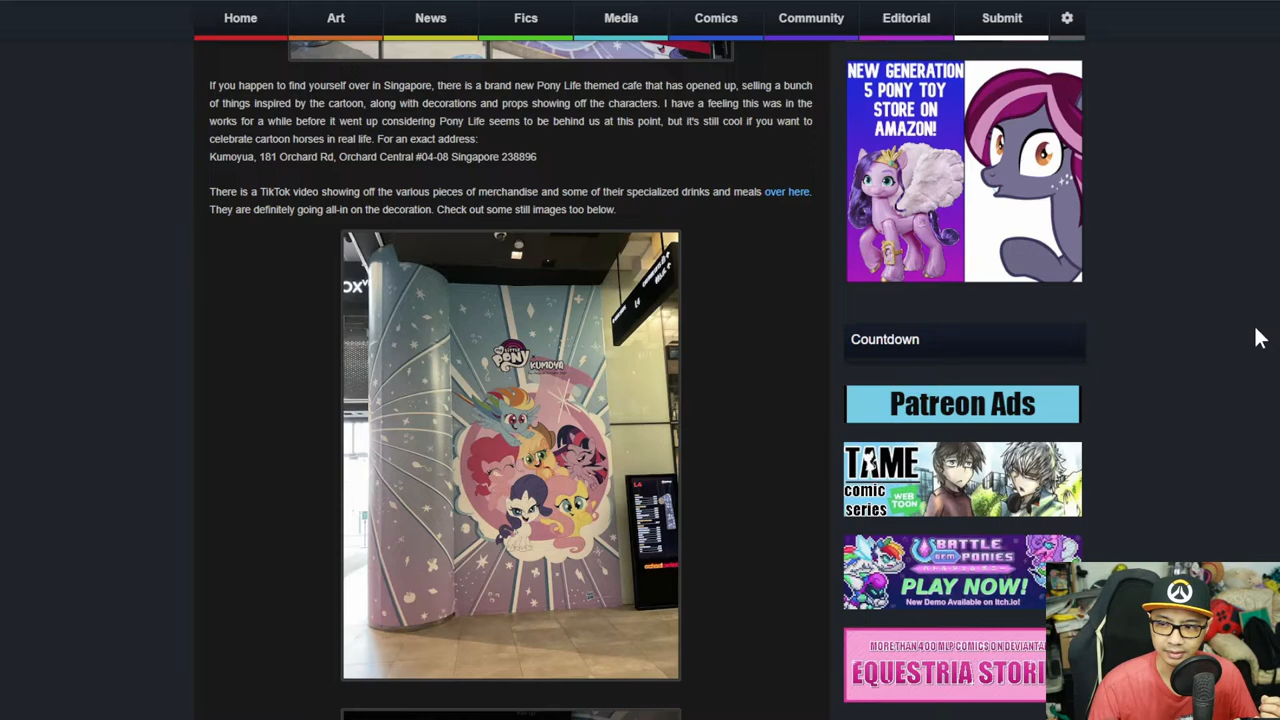 Home Art News Fics Media Comics Community Editorial Submit
If you happen to find yourself over in Singapore, there is a brand new Pony Life themed cafe that has opened up, selling a bunch
of things inspired by the cartoon, along with decorations and props showing off the characters. I have a feeling this was in the
works for a while before it went up considering Pony Life seems to be behind us at this point, but it's still cool if you want to
celebrate cartoon horses in real life. For an exact address:
Kumoyua, 181 Orchard Rd, Orchard Central #04-08 Singapore 238896
There is a TikTok video showing off the various pieces of merchandise and some of their specialized drinks and meals over here.
They are definitely going all-in on the decoration. Check out some still images too below.
My Little
Pony
KUMOYA
L4
NEW GENERATION
5 PONY TOY
STORE ON
AMAZON!
Countdown
Patreon Ads
TAME
comic
series
WEB
TOON
BATTLE
GEM PONIES
PLAY NOW!
New Demo Available on Itch.io!
MORE THAN 400 MLP COMICS ON
EQUESTRIA